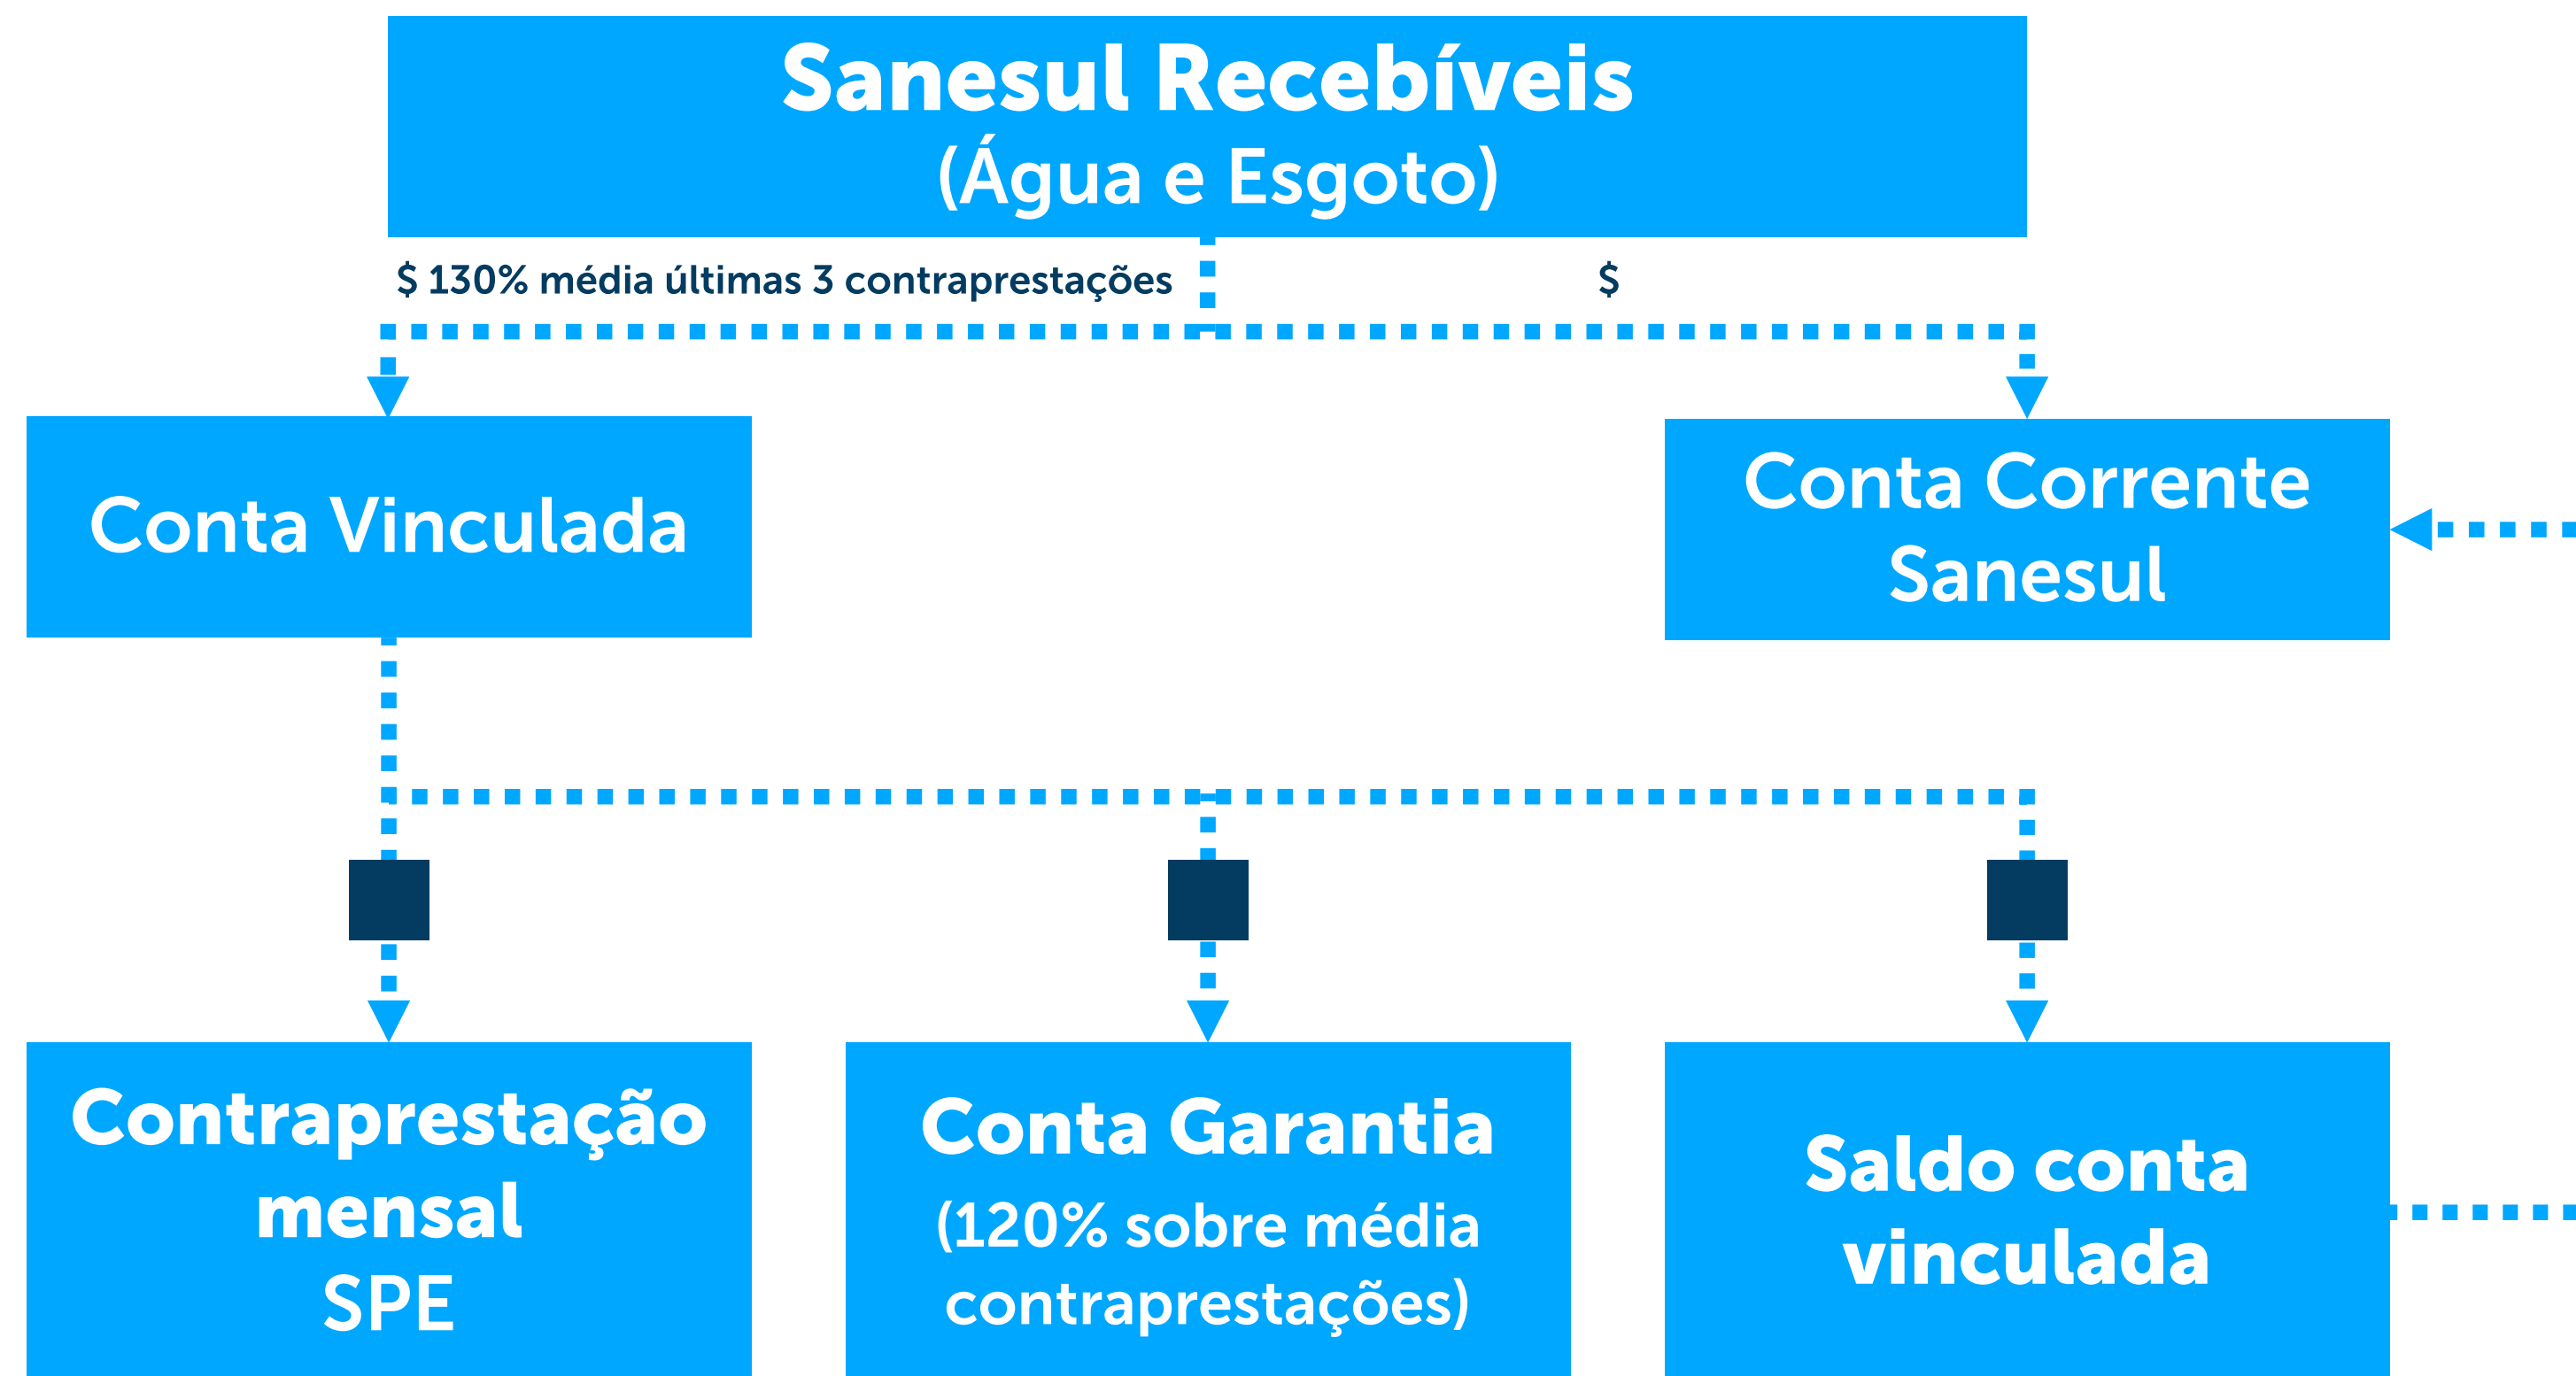 Sanesul Recebíveis
(Água e Esgoto)
$ 130% média últimas 3 contraprestações
$
Conta Vinculada
Conta Corrente
Sanesul
Contraprestação
mensal
SPE
Conta Garantia
(120% sobre média
contraprestações)
Saldo conta
vinculada